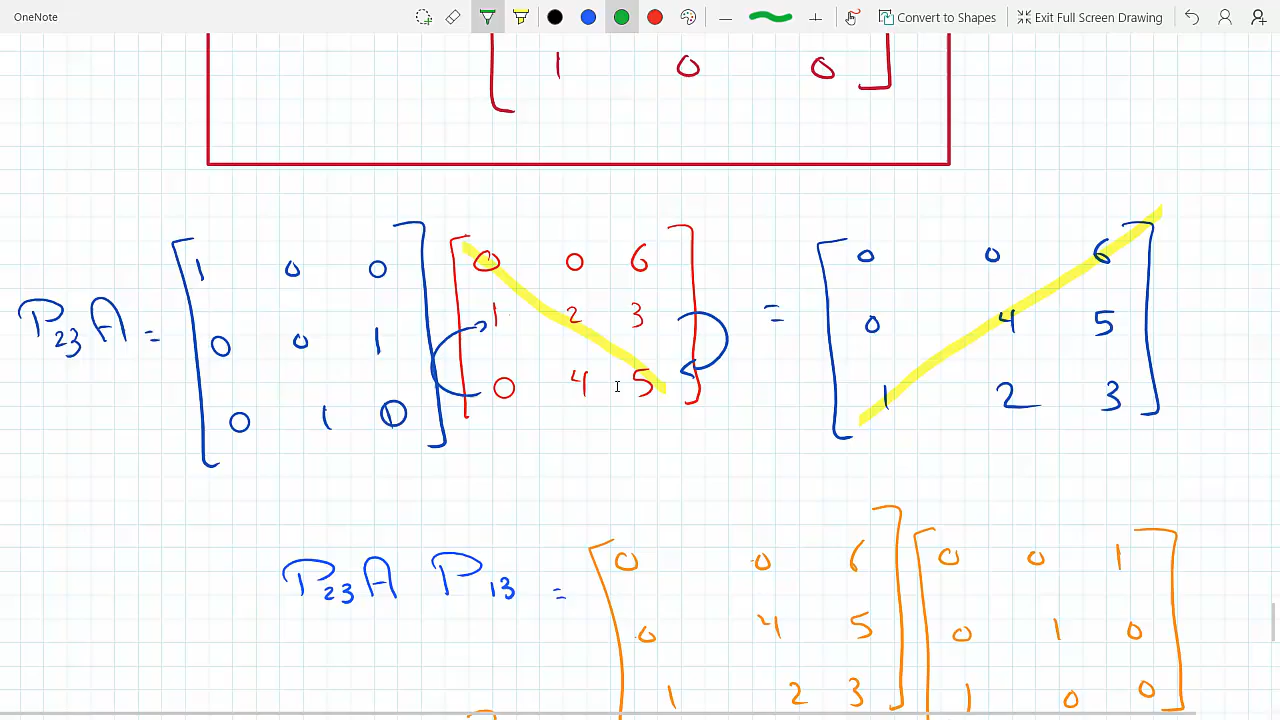 OneNote
Convert to Shapes
Exit Full Screen Drawing
1 0 0
P23A = [1 0 0] [0 0 6] = [0 0 6]
[0 0 1] [1 2 3] [0 4 5]
[0 1 0] [0 4 5] [1 2 3]
P23A P13 = [0 0 6] [0 0 1]
[0 4 5] [0 1 0]
[1 2 3] [1 0 0]